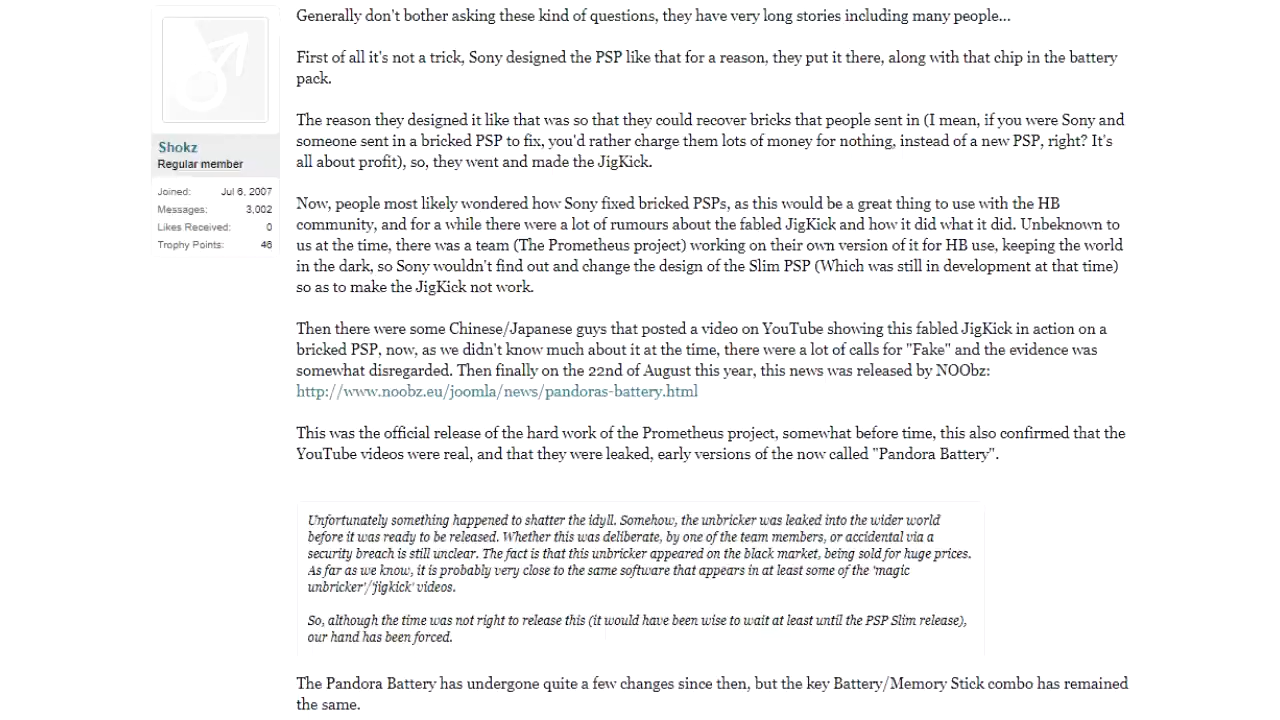 Generally don't bother asking these kind of questions, they have very long stories including many people...
First of all it's not a trick, Sony designed the PSP like that for a reason, they put it there, along with that chip in the battery
pack.
The reason they designed it like that was so that they could recover bricks that people sent in (I mean, if you were Sony and
someone sent in a bricked PSP to fix, you'd rather charge them lots of money for nothing, instead of a new PSP, right? It's
all about profit), so, they went and made the JigKick.
Shokz
Regular member
Joined: Jul 6, 2007
Messages: 3,002
Likes Received: 0
Trophy Points: 46
Now, people most likely wondered how Sony fixed bricked PSPs, as this would be a great thing to use with the HB
community, and for a while there were a lot of rumours about the fabled JigKick and how it did what it did. Unbeknown to
us at the time, there was a team (The Prometheus project) working on their own version of it for HB use, keeping the world
in the dark, so Sony wouldn't find out and change the design of the Slim PSP (Which was still in development at that time)
so as to make the JigKick not work.
Then there were some Chinese/Japanese guys that posted a video on YouTube showing this fabled JigKick in action on a
bricked PSP, now, as we didn't know much about it at the time, there were a lot of calls for "Fake" and the evidence was
somewhat disregarded. Then finally on the 22nd of August this year, this news was released by NOObz:
http://www.noobz.eu/joomla/news/pandoras-battery.html
This was the official release of the hard work of the Prometheus project, somewhat before time, this also confirmed that the
YouTube videos were real, and that they were leaked, early versions of the now called "Pandora Battery".
Unfortunately something happened to shatter the idyll. Somehow, the unbricker was leaked into the wider world
before it was ready to be released. Whether this was deliberate, by one of the team members, or accidental via a
security breach is still unclear. The fact is that this unbricker appeared on the black market, being sold for huge prices.
As far as we know, it is probably very close to the same software that appears in at least some of the 'magic
unbricker'/'jigkick' videos.
So, although the time was not right to release this (it would have been wise to wait at least until the PSP Slim release),
our hand has been forced.
The Pandora Battery has undergone quite a few changes since then, but the key Battery/Memory Stick combo has remained
the same.